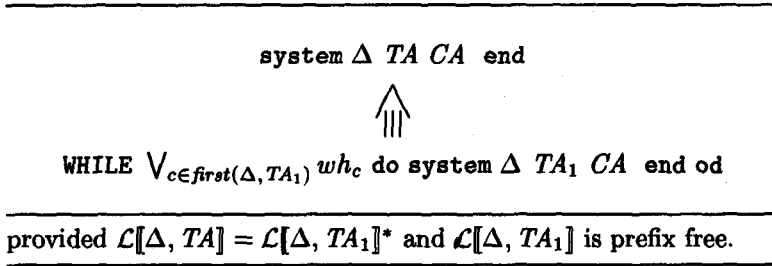 system Δ TA CA end
⇑
WHILE ⋁_{c∈first(Δ, TA₁)} wh_c do system Δ TA₁ CA end od
provided 𝓛⟦Δ, TA⟧ = 𝓛⟦Δ, TA₁⟧* and 𝓛⟦Δ, TA₁⟧ is prefix free.